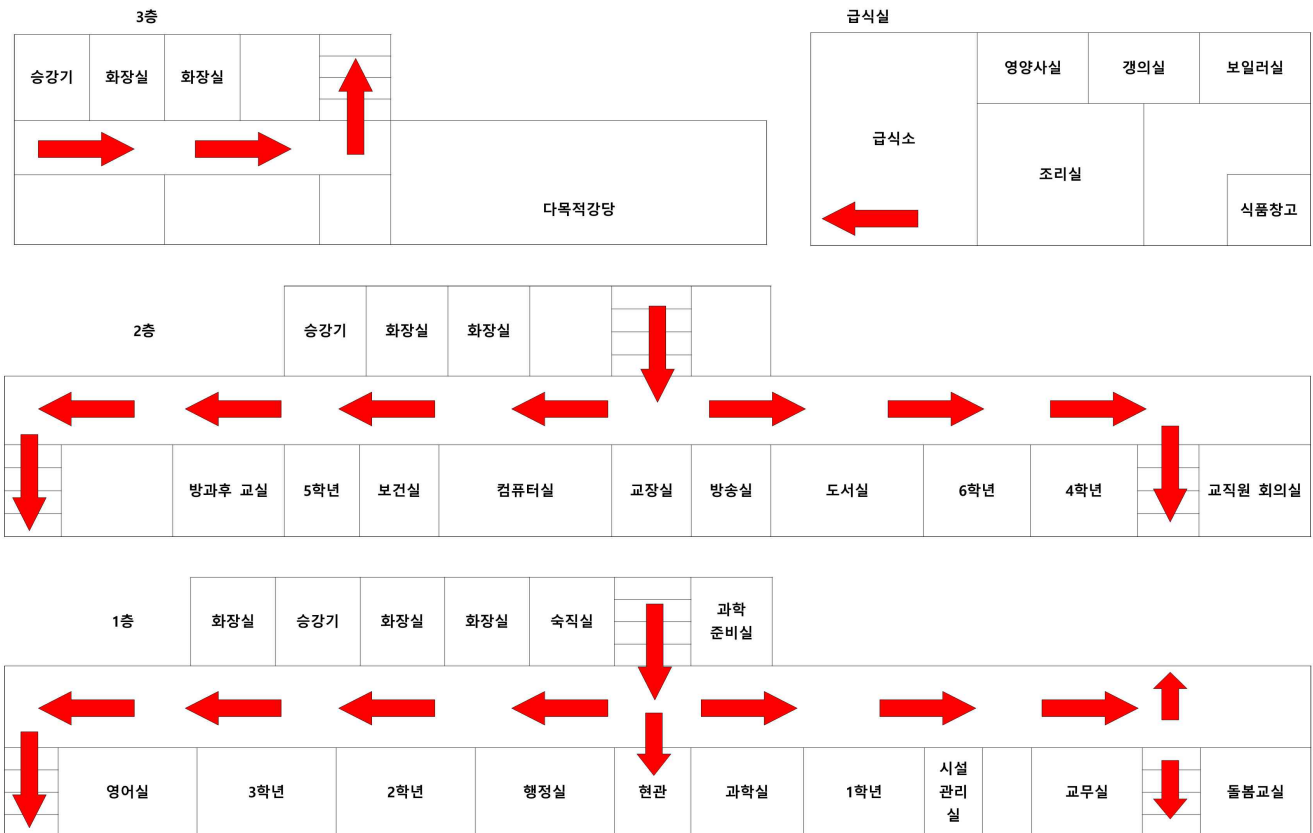 3층
급식실
승강기 화장실 화장실
영양사실 갱의실 보일러실
급식소
조리실
다목적강당
식품창고
2층
승강기 화장실 화장실
방과후 교실 5학년 보건실 컴퓨터실 교장실 방송실 도서실 6학년 4학년 교직원 회의실
1층
화장실 승강기 화장실 화장실 숙직실
과학
준비실
영어실 3학년 2학년 행정실 현관 과학실 1학년
시설
관리
실
교무실 돌봄교실